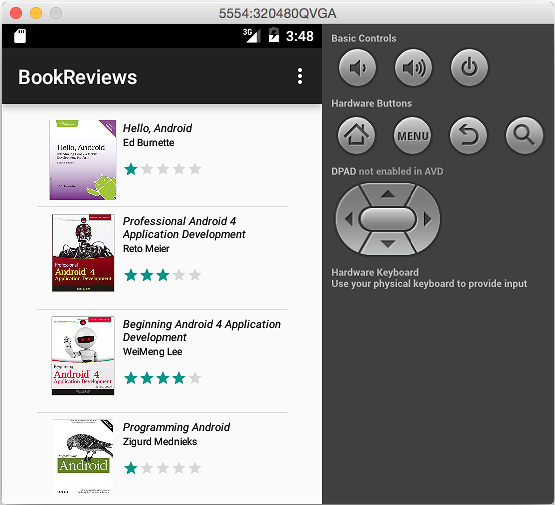 5554:320480QVGA
3G
3:48
BookReviews
Hello, Android
Ed Burnette
Hello, Android
Professional Android 4
Application Development
Reto Meier
Professional
Android 4
Application Development
Beginning Android 4 Application
Development
WeiMeng Lee
Beginning
Android 4
Application Development
Programming Android
Zigurd Mednieks
Android
Basic Controls
Hardware Buttons
MENU
DPAD not enabled in AVD
Hardware Keyboard
Use your physical keyboard to provide input